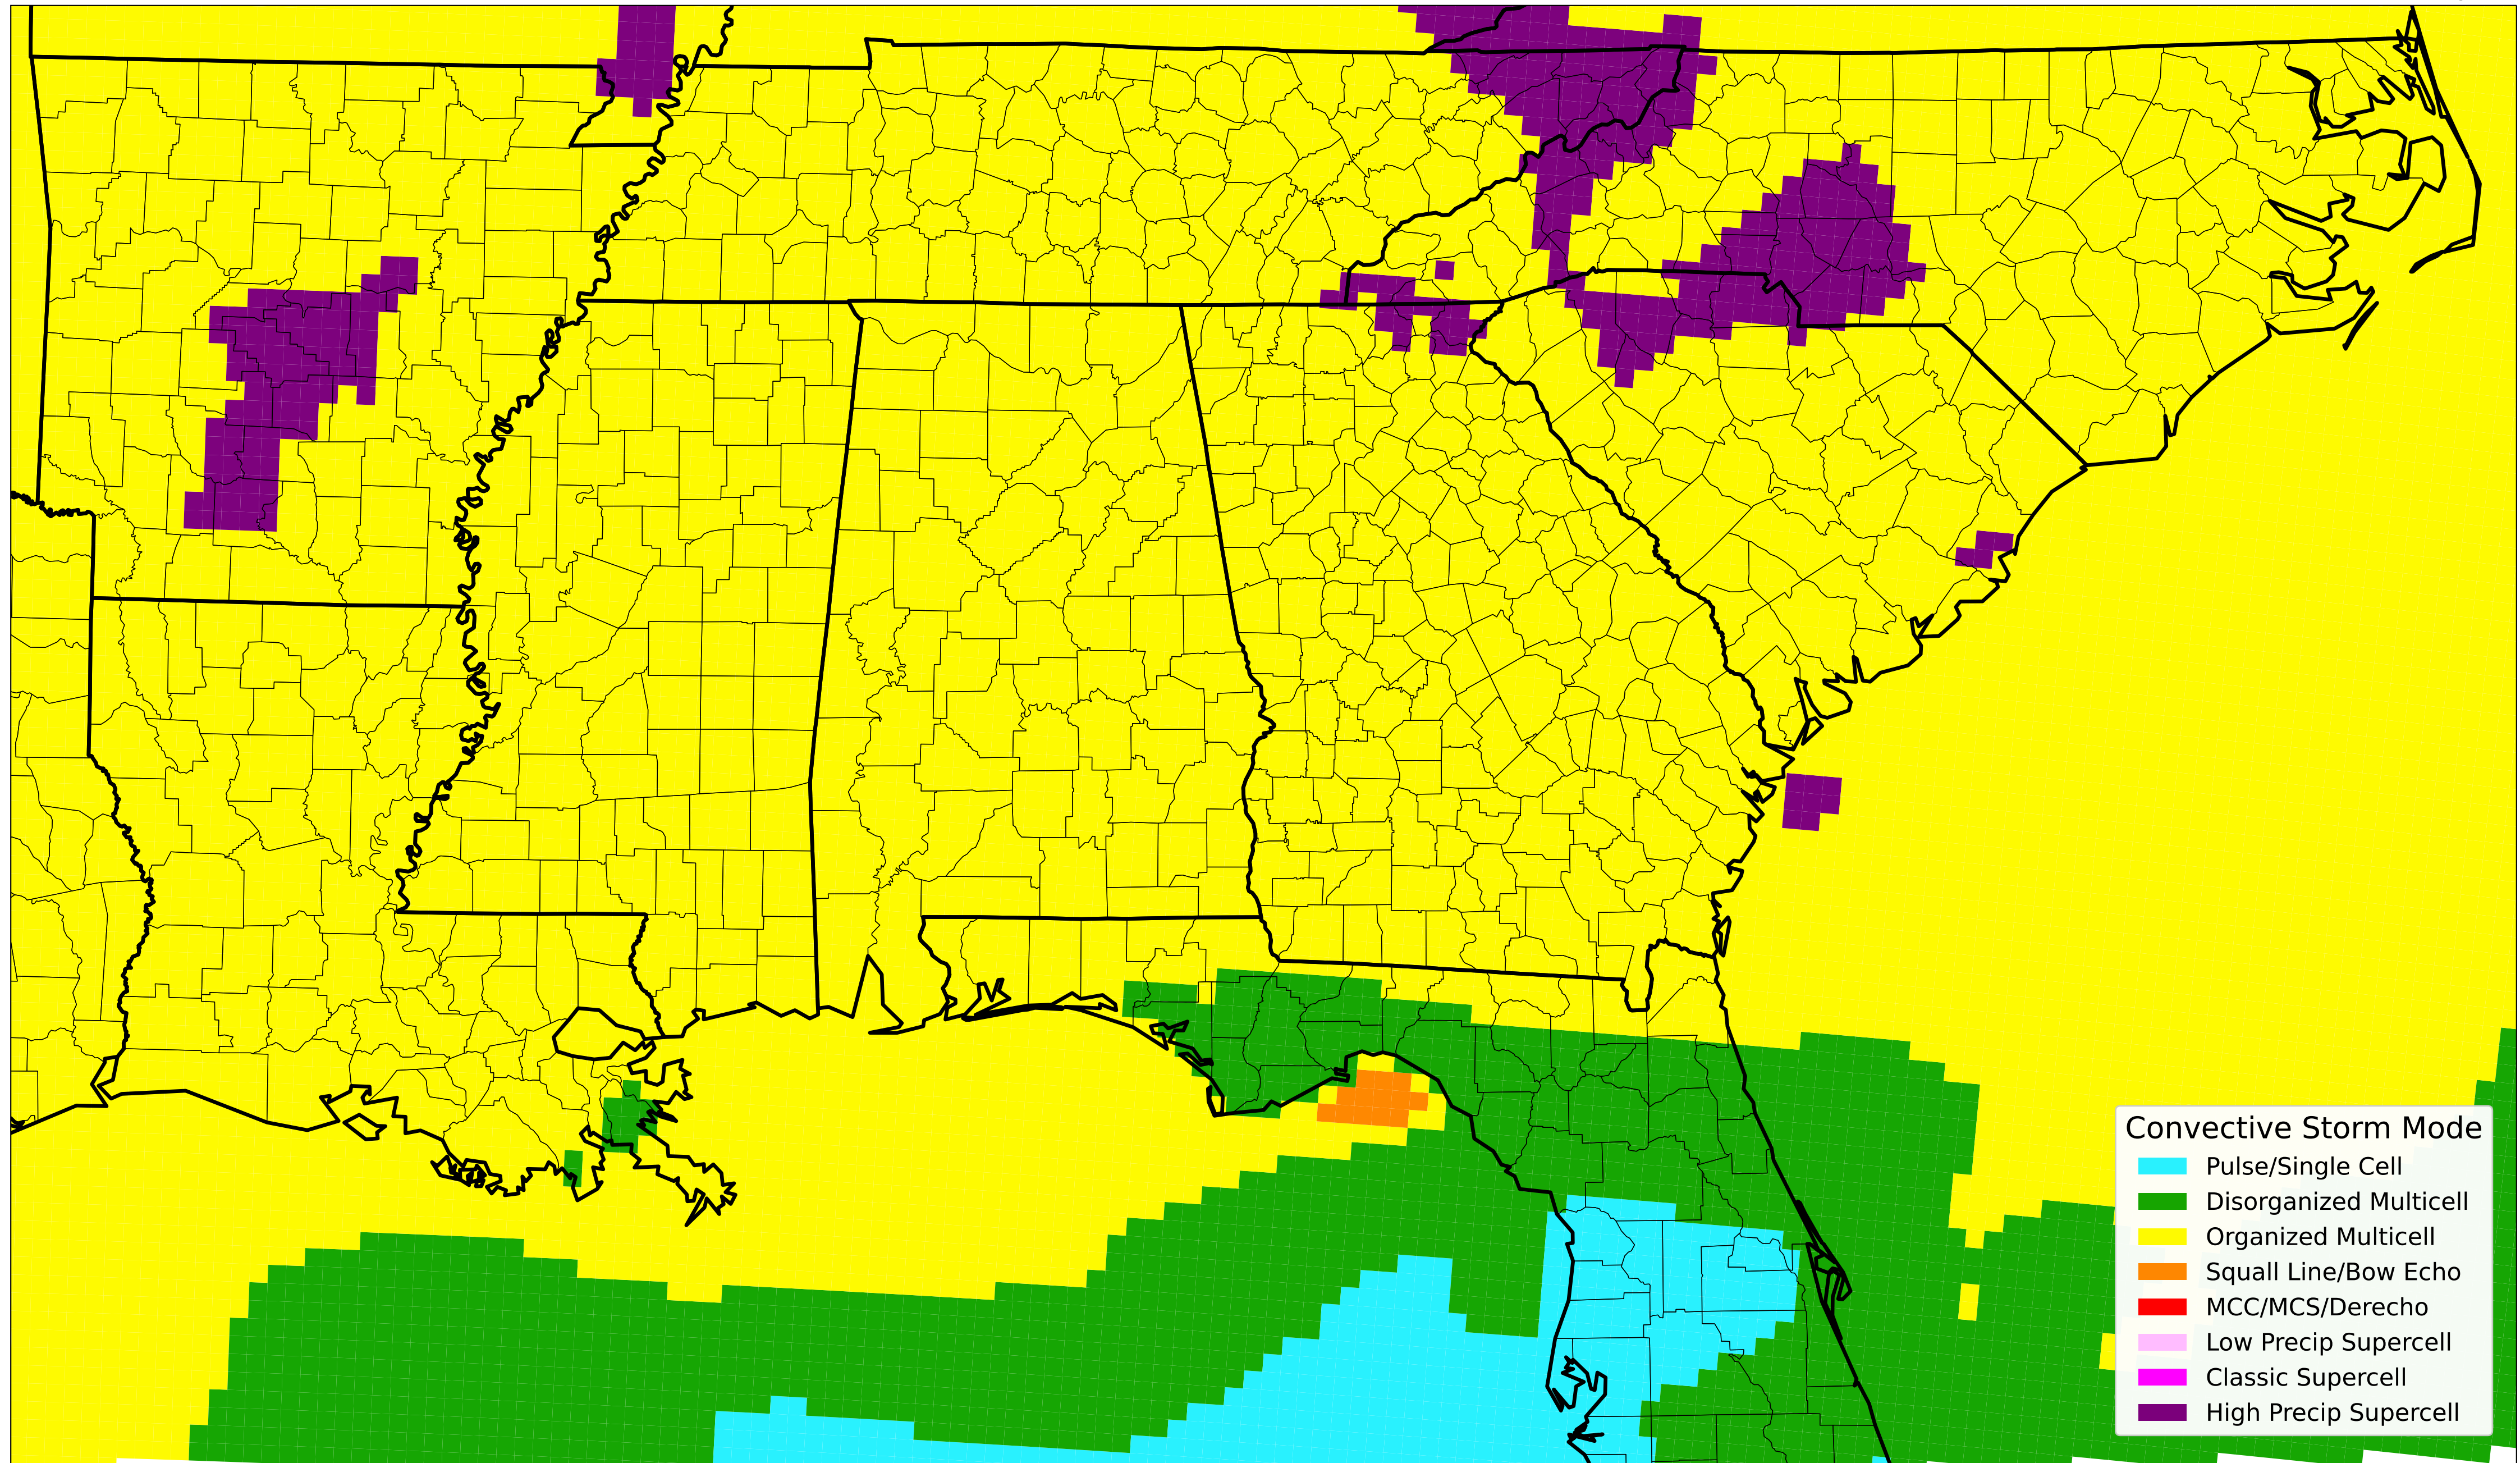 Convective Storm Mode
Pulse/Single Cell
Disorganized Multicell
Organized Multicell
Squall Line/Bow Echo
MCC/MCS/Derecho
Low Precip Supercell
Classic Supercell
High Precip Supercell